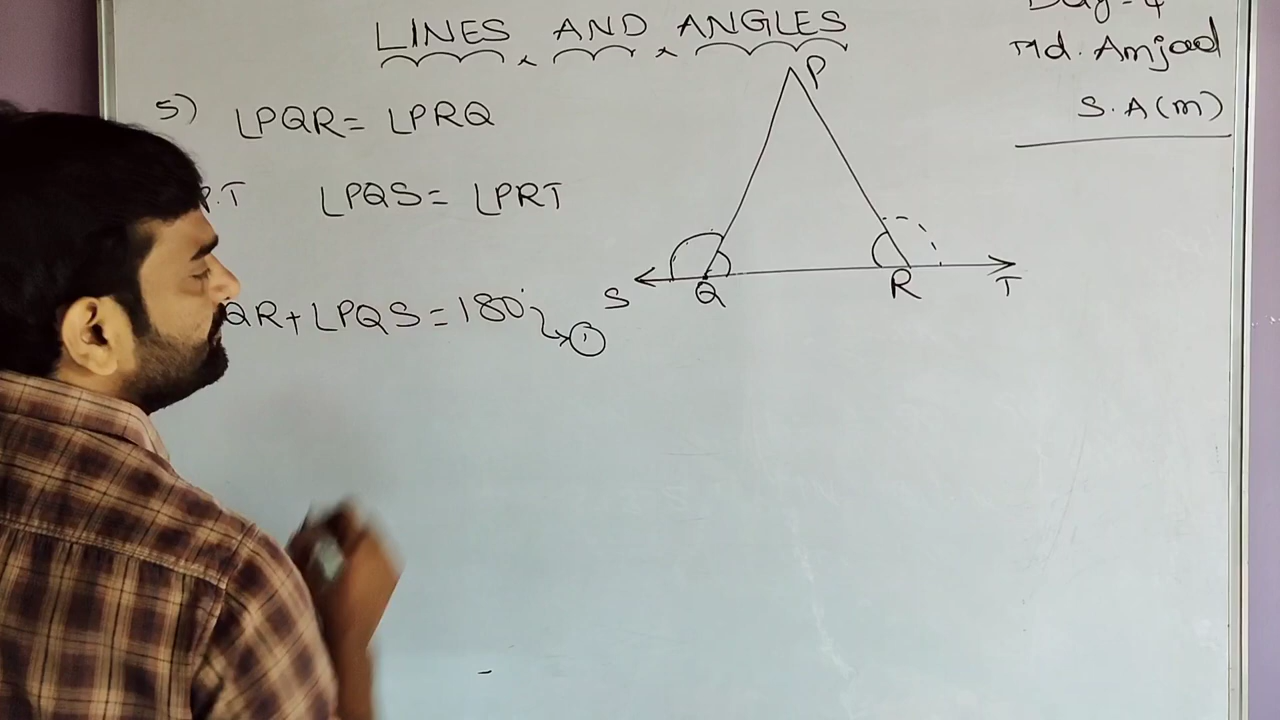 LINES AND ANGLES
Md. Amjad
S.A(m)
5) ∠PQR = ∠PRQ
P.T ∠PQS = ∠PRT
QR + ∠PQS = 180° → ①
P
S Q R T